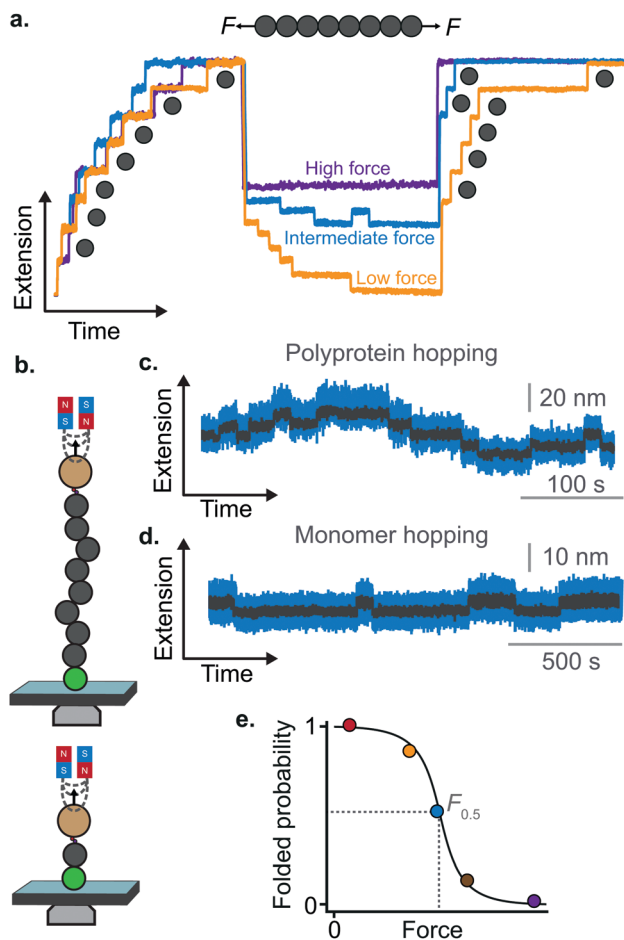 a.
F
F
High force
Intermediate force
Low force
Extension
Time
b.
N S
S N
N S
S N
c.
Polyprotein hopping
20 nm
Extension
Time
100 s
d.
Monomer hopping
10 nm
Extension
Time
500 s
e.
Folded probability
1
0
F0.5
0
Force